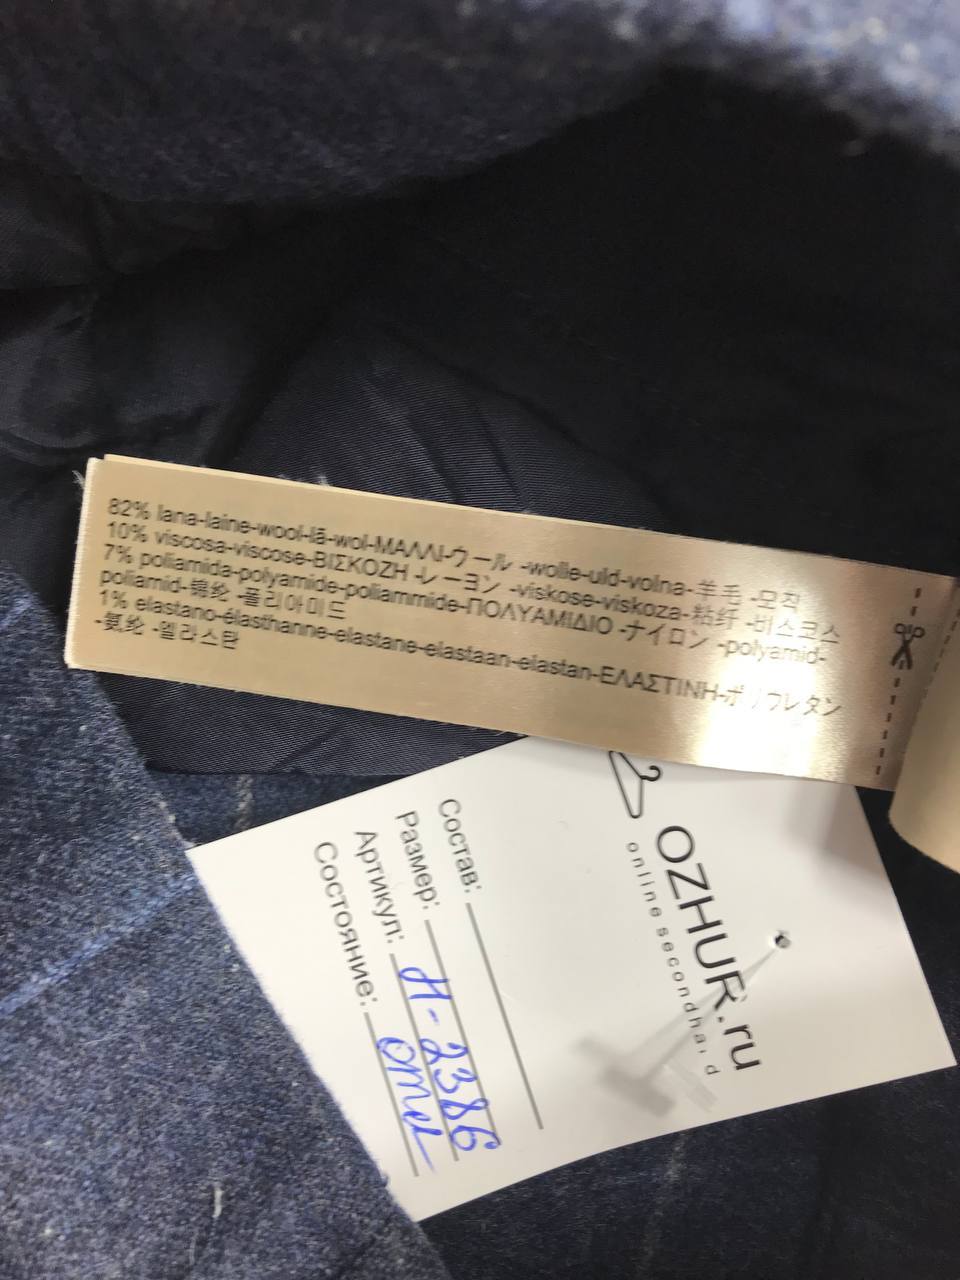 82% lana-laine-wool-lã-wol-ΜΑΛΛΙ-ウール -wolle-uld-volna-羊毛 -모직
10% viscosa-viscose-ΒΙΣΚΟΖΗ -レーヨン -viskose-viskoza-粘纤 -비스코스
7% poliamida-polyamide-poliammide-ΠΟΛΥΑΜΙΔΙΟ -ナイロン -polyamid-
poliamid-锦纶 -폴리아미드
1% elastano-élasthanne-elastane-elastaan-elastan-ΕΛΑΣΤΙΝΗ-ポリウレタン
-氨纶 -엘라스탄
OZHUR.ru
onlinesecondhand
Состав:
Размер:
Артикул: Н-2386
Состояние: отл